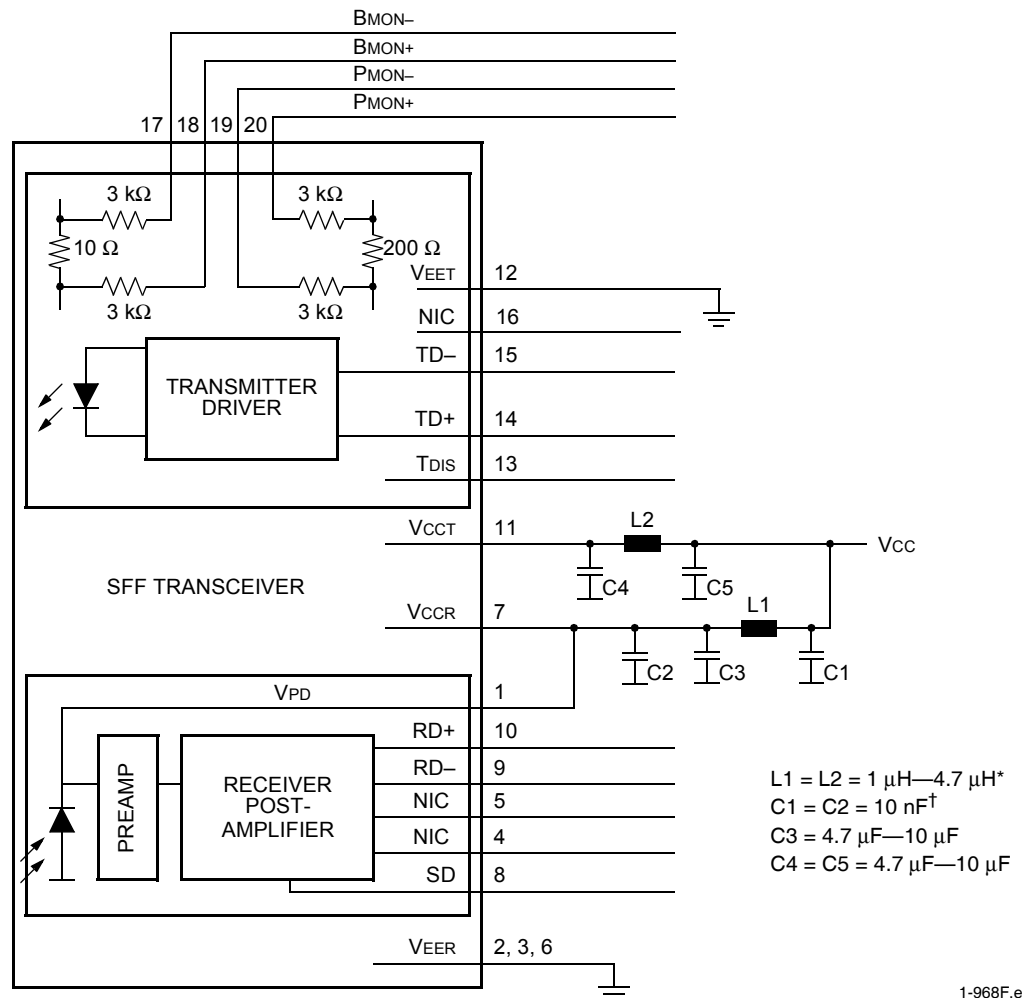 BMON–
BMON+
PMON–
PMON+
17 18 19 20
3 kΩ 3 kΩ
10 Ω 200 Ω
3 kΩ 3 kΩ
VEET 12
NIC 16
TD– 15
TRANSMITTER
DRIVER
TD+ 14
TDIS 13
VCCT 11 L2 VCC
C4 C5
SFF TRANSCEIVER
VCCR 7 L1
C2 C3 C1
VPD 1
RD+ 10
RD– 9
NIC 5
NIC 4
SD 8
PREAMP
RECEIVER
POST-
AMPLIFIER
L1 = L2 = 1 μH—4.7 μH*
C1 = C2 = 10 nF†
C3 = 4.7 μF—10 μF
C4 = C5 = 4.7 μF—10 μF
VEER 2, 3, 6
1-968F.e